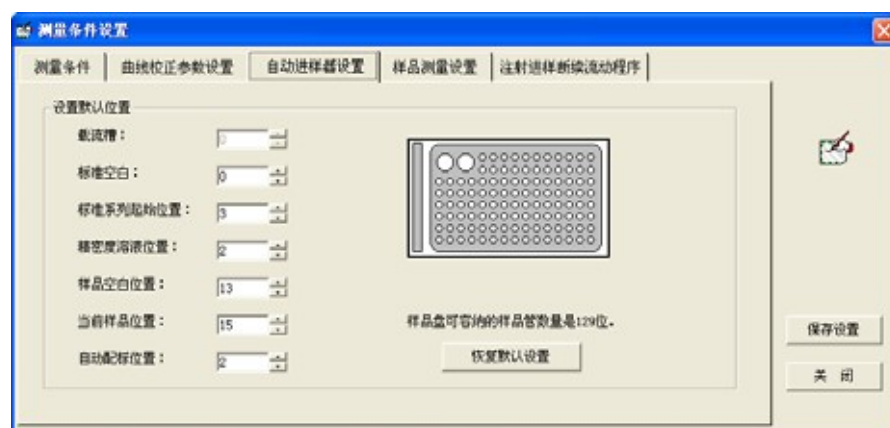 测量条件设置
测量条件 曲线校正参数设置 自动进样器设置 样品测量设置 注射进样断续流动程序
设置默认位置
载流槽： 0
标准空白： 0
标准系列起始位置： 3
精密度溶液位置： 2
样品空白位置： 13
当前样品位置： 15
样品盘可容纳的样品管数量是129位。
保存设置
自动配标位置： 2
恢复默认设置
关 闭